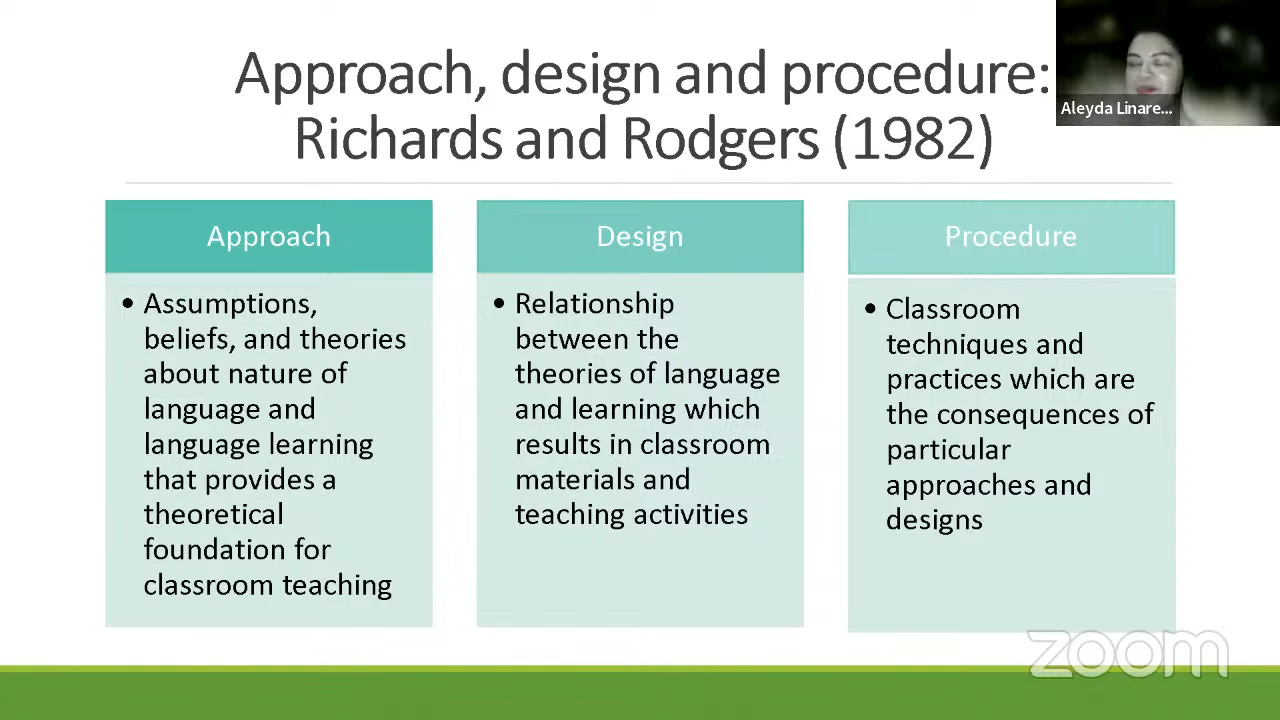 Approach, design and procedure:
Richards and Rodgers (1982)
Aleyda Linare...
Approach
• Assumptions,
beliefs, and theories
about nature of
language and
language learning
that provides a
theoretical
foundation for
classroom teaching
Design
• Relationship
between the
theories of language
and learning which
results in classroom
materials and
teaching activities
Procedure
• Classroom
techniques and
practices which are
the consequences of
particular
approaches and
designs
zoom